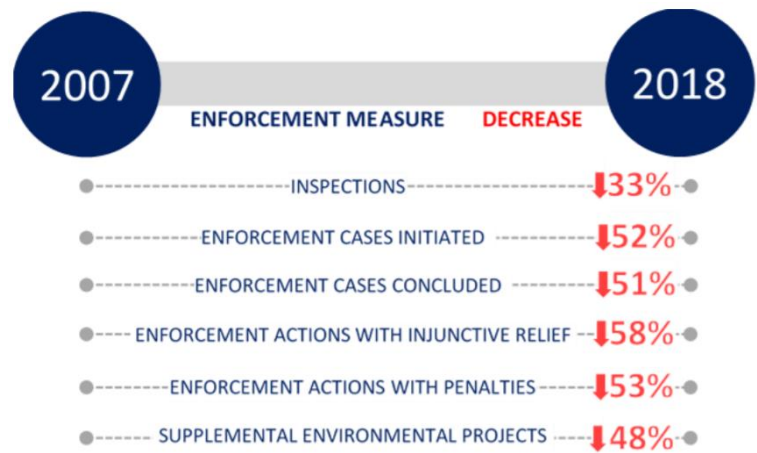 2007 2018
ENFORCEMENT MEASURE DECREASE
INSPECTIONS 33%
ENFORCEMENT CASES INITIATED 52%
ENFORCEMENT CASES CONCLUDED 51%
ENFORCEMENT ACTIONS WITH INJUNCTIVE RELIEF 58%
ENFORCEMENT ACTIONS WITH PENALTIES 53%
SUPPLEMENTAL ENVIRONMENTAL PROJECTS 48%